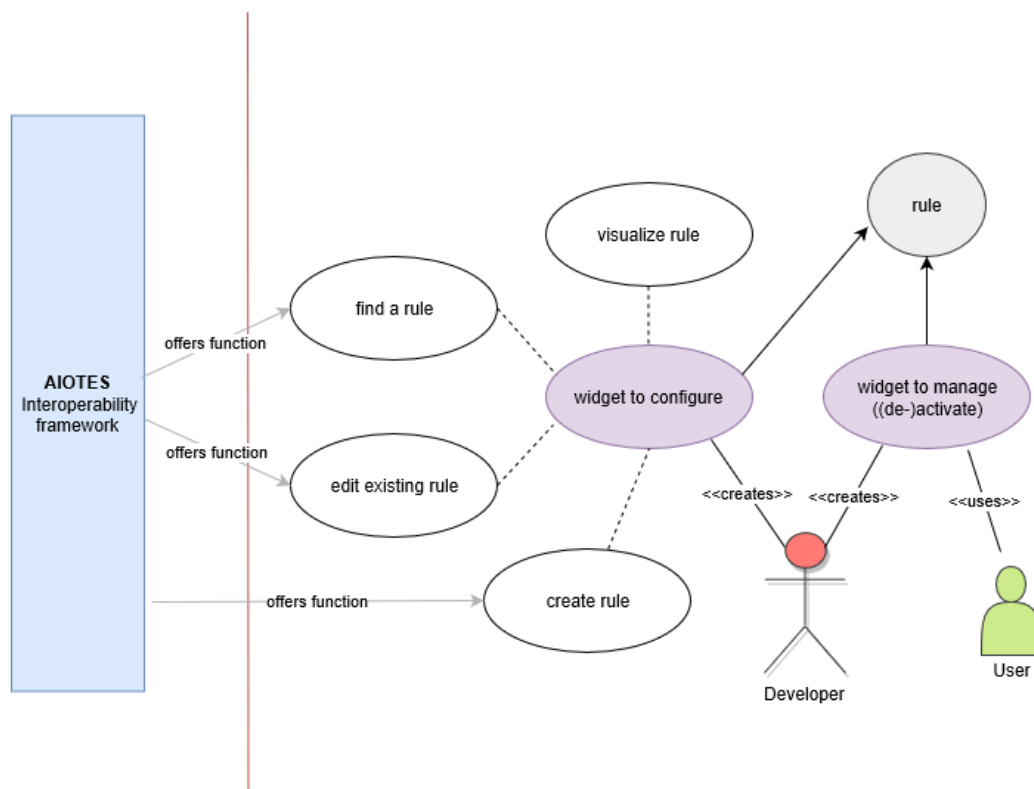 rule
visualize rule
find a rule
offers function
AIOTES
Interoperability
framework
widget to configure
widget to manage
((de-)activate)
offers function
edit existing rule
<<creates>>
<<creates>>
<<uses>>
offers function
create rule
User
Developer